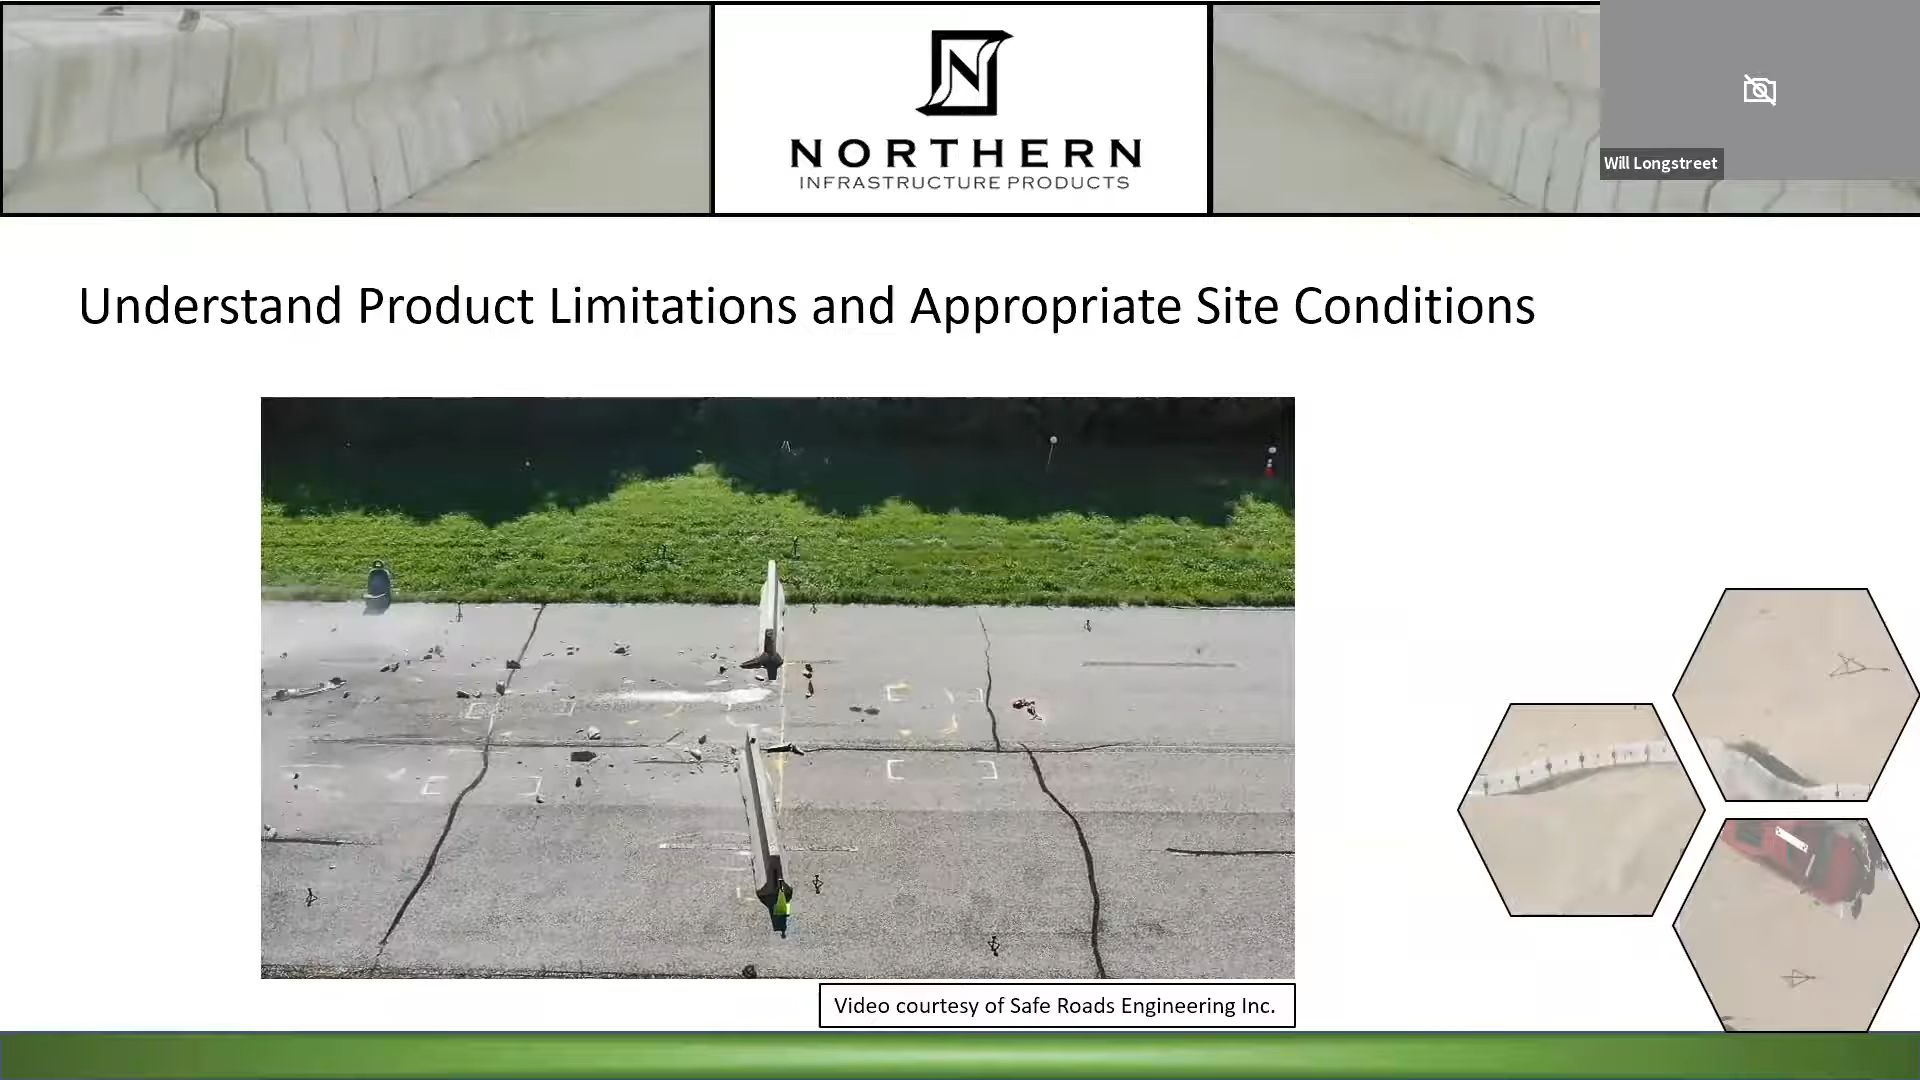 NORTHERN
INFRASTRUCTURE PRODUCTS
Will Longstreet
Understand Product Limitations and Appropriate Site Conditions
Video courtesy of Safe Roads Engineering Inc.